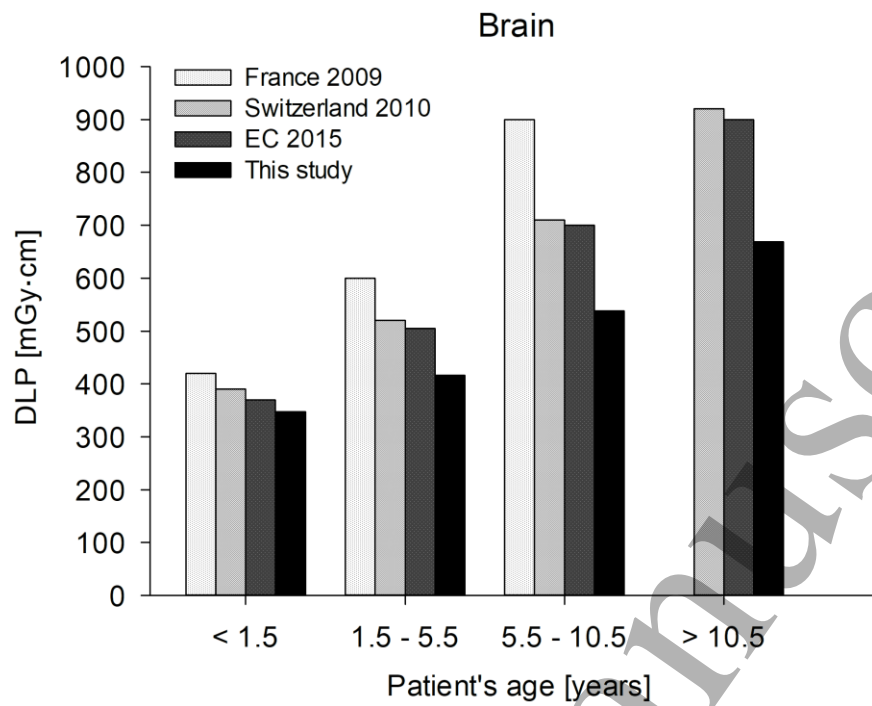 Brain
1000
900
800
700
600
500
400
300
200
100
0
DLP [mGy·cm]
France 2009
Switzerland 2010
EC 2015
This study
< 1.5
1.5 - 5.5
5.5 - 10.5
> 10.5
Patient's age [years]
anusc